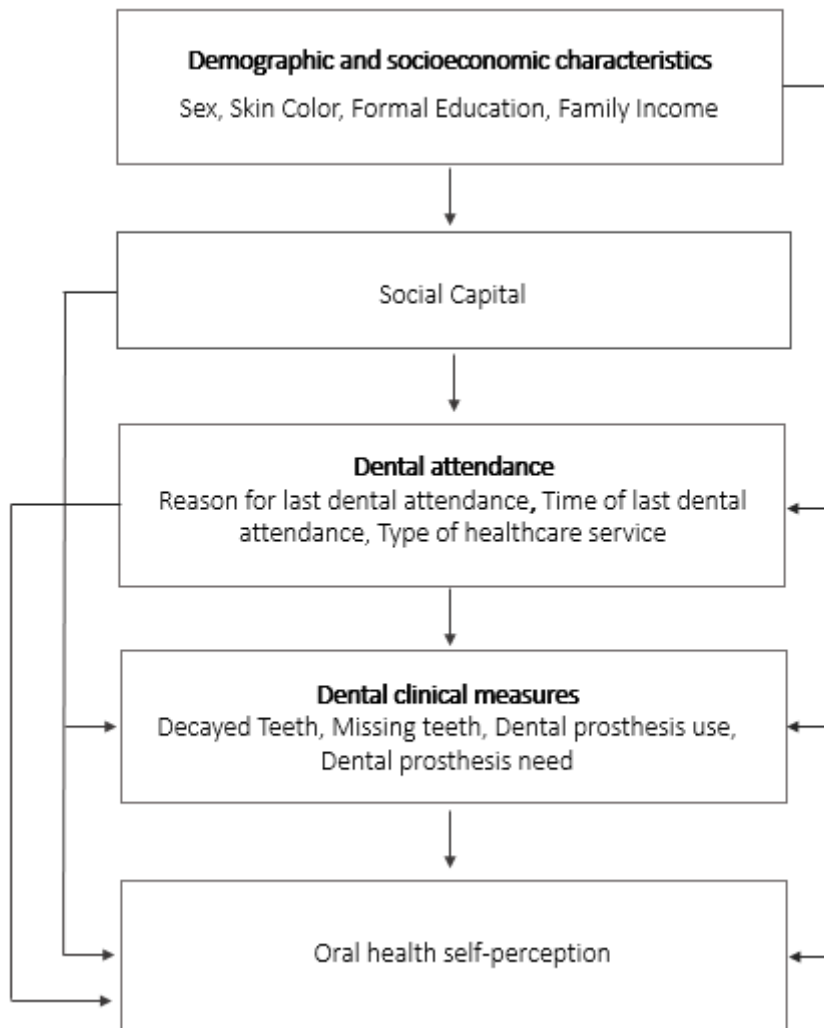 Demographic and socioeconomic characteristics
Sex, Skin Color, Formal Education, Family Income
Social Capital
Dental attendance
Reason for last dental attendance, Time of last dental
attendance, Type of healthcare service
Dental clinical measures
Decayed Teeth, Missing teeth, Dental prosthesis use,
Dental prosthesis need
Oral health self-perception